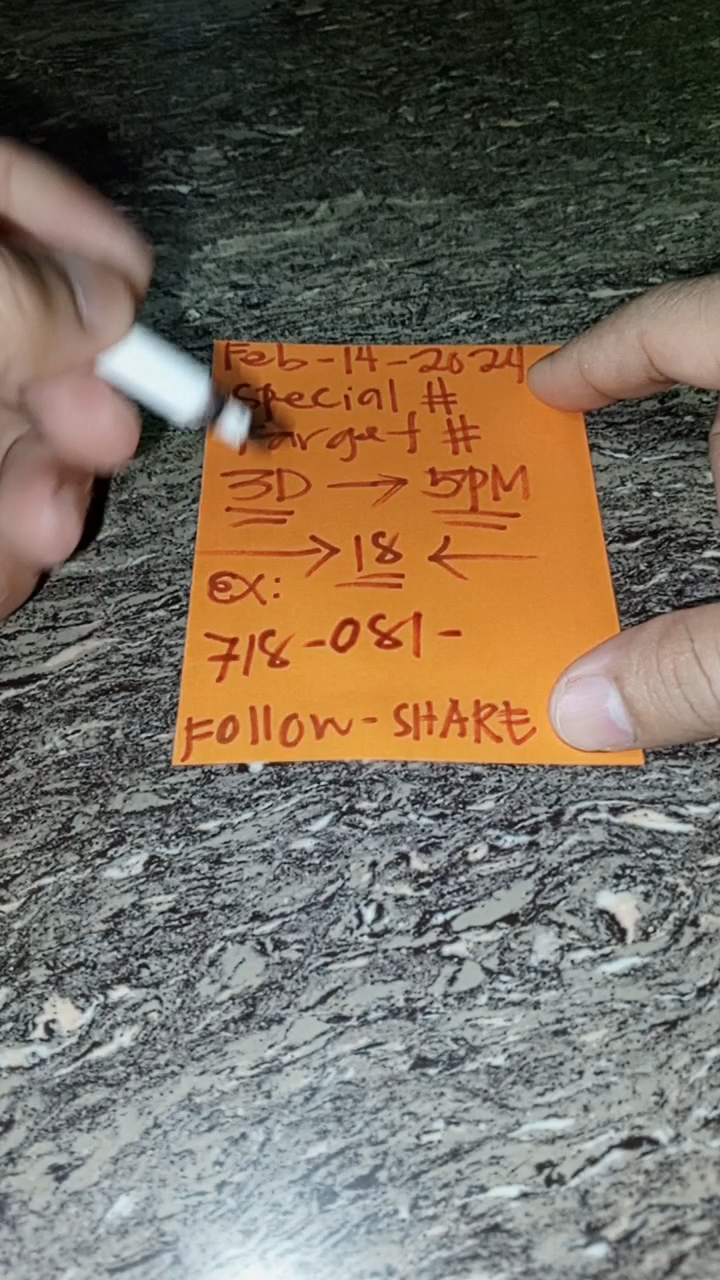 Feb-14-2024
Special #
Target #
3D → 5PM
→ 18 ←
ex:
718-081-
Follow-SHARE